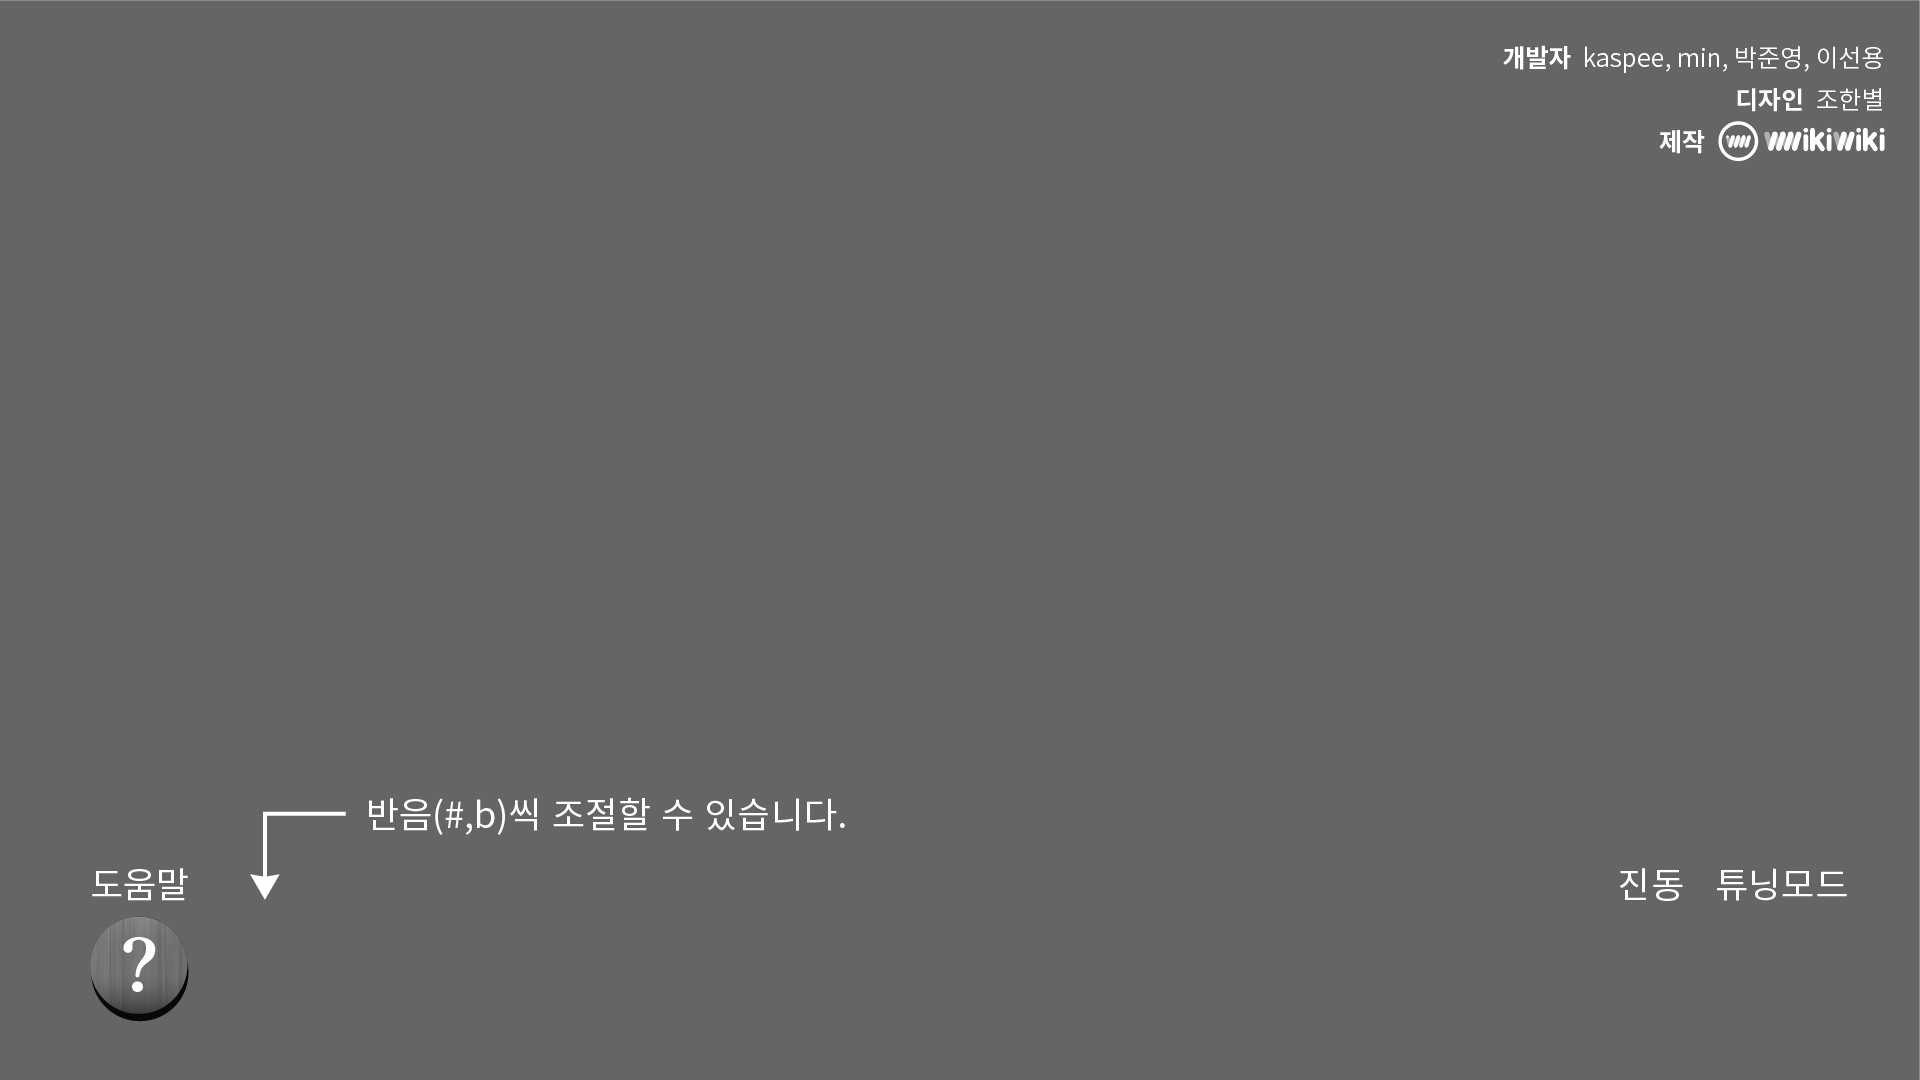 개발자 kaspee, min, 박준영, 이선용
디자인 조한별
제작 wikiwiki
반음(#,b)씩 조절할 수 있습니다.
도움말
진동 튜닝모드
?